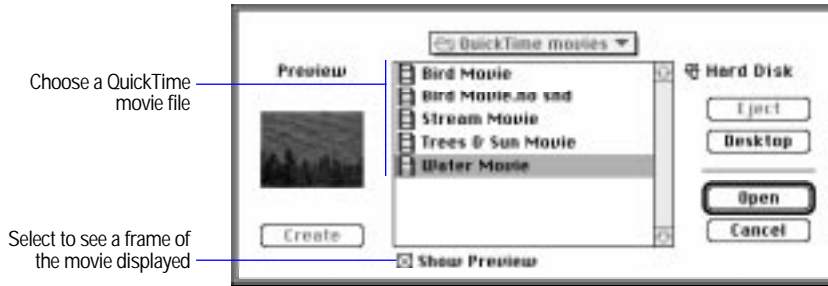 QuickTime movies
Preview
Choose a QuickTime
movie file
Bird Movie
Bird Movie.no snd
Stream Movie
Trees & Sun Movie
Water Movie
Hard Disk
Eject
Desktop
Open
Cancel
Create
Select to see a frame of
the movie displayed
Show Preview